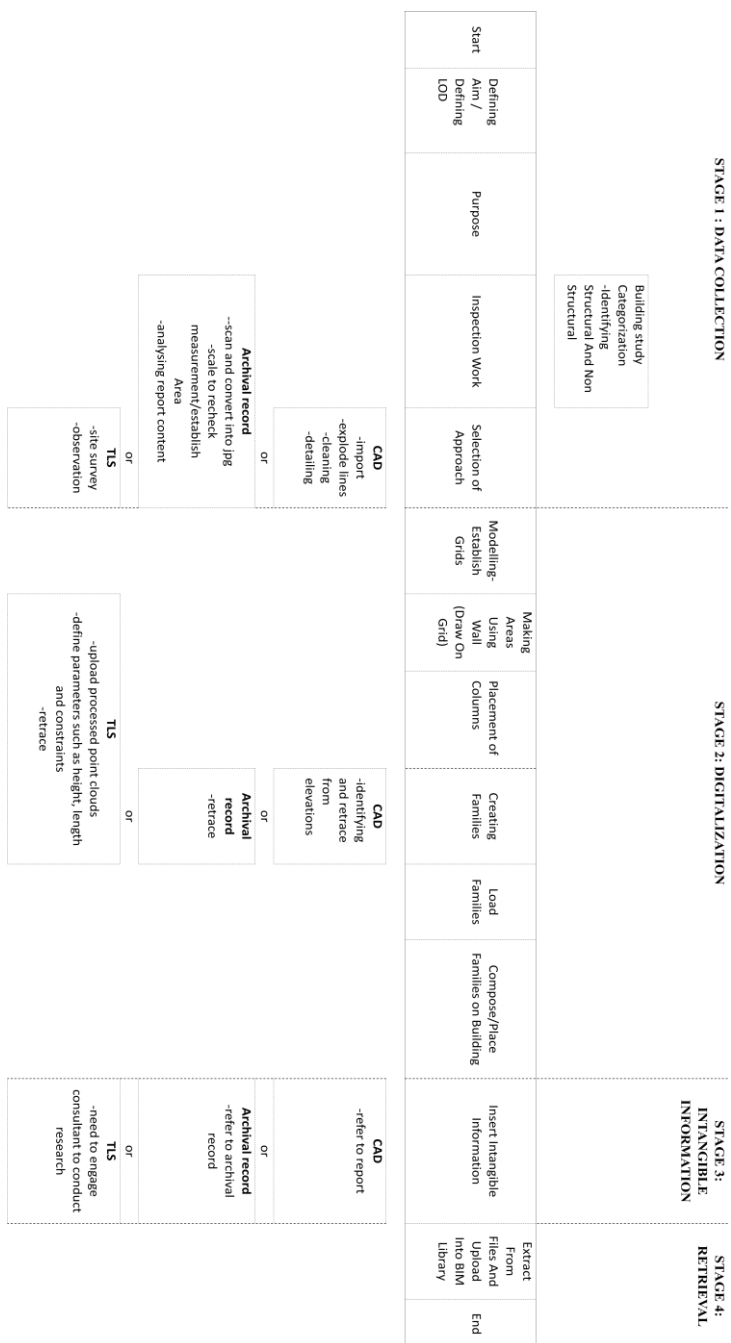 STAGE 1 : DATA COLLECTION
STAGE 2: DIGITALIZATION
STAGE 3:
INTANGIBLE
INFORMATION
STAGE 4:
RETRIEVAL
Building study
Categorization
-Identifying
Structural And Non
Structural
Start
Defining
Aim /
Defining
LOD
Purpose
Inspection Work
Selection of
Approach
Modelling-
Establish
Grids
Making
Areas
Using
Wall
(Draw On
Grid)
Placement of
Columns
Creating
Families
Load
Families
Compose/Place
Families on Building
Insert Intangible
Information
Extract
From
Files And
Upload
Into BIM
Library
End
CAD
-import
-explode lines
-cleaning
-detailing
or
Archival record
--scan and convert into jpg
-scale to recheck
measurement/establish
Area
-analysing report content
or
TLS
-site survey
-observation
CAD
-identifying
and retrace
from
elevations
or
Archival
record
-retrace
or
TLS
-upload processed point clouds
-define parameters such as height, length
and constraints
-retrace
CAD
-refer to report
or
Archival record
-refer to archival
record
or
TLS
-need to engage
consultant to conduct
research